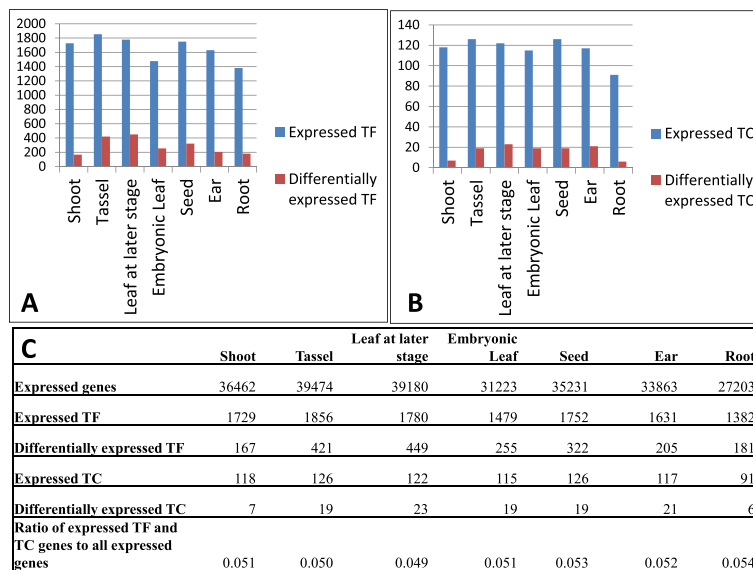 2000
1800
1600
1400
1200
1000
800
600
400
200
0
Shoot
Tassel
Leaf at later stage
Embryonic Leaf
Seed
Ear
Root
Expressed TF
Differentially
expressed TF
A
140
120
100
80
60
40
20
0
Shoot
Tassel
Leaf at later stage
Embryonic Leaf
Seed
Ear
Root
Expressed TC
Differentially
expressed TC
B
C
Shoot Tassel Leaf at later stage Embryonic Leaf Seed Ear Root
Expressed genes 36462 39474 39180 31223 35231 33863 27203
Expressed TF 1729 1856 1780 1479 1752 1631 1382
Differentially expressed TF 167 421 449 255 322 205 181
Expressed TC 118 126 122 115 126 117 91
Differentially expressed TC 7 19 23 19 19 21 6
Ratio of expressed TF and
TC genes to all expressed
genes 0.051 0.050 0.049 0.051 0.053 0.052 0.054